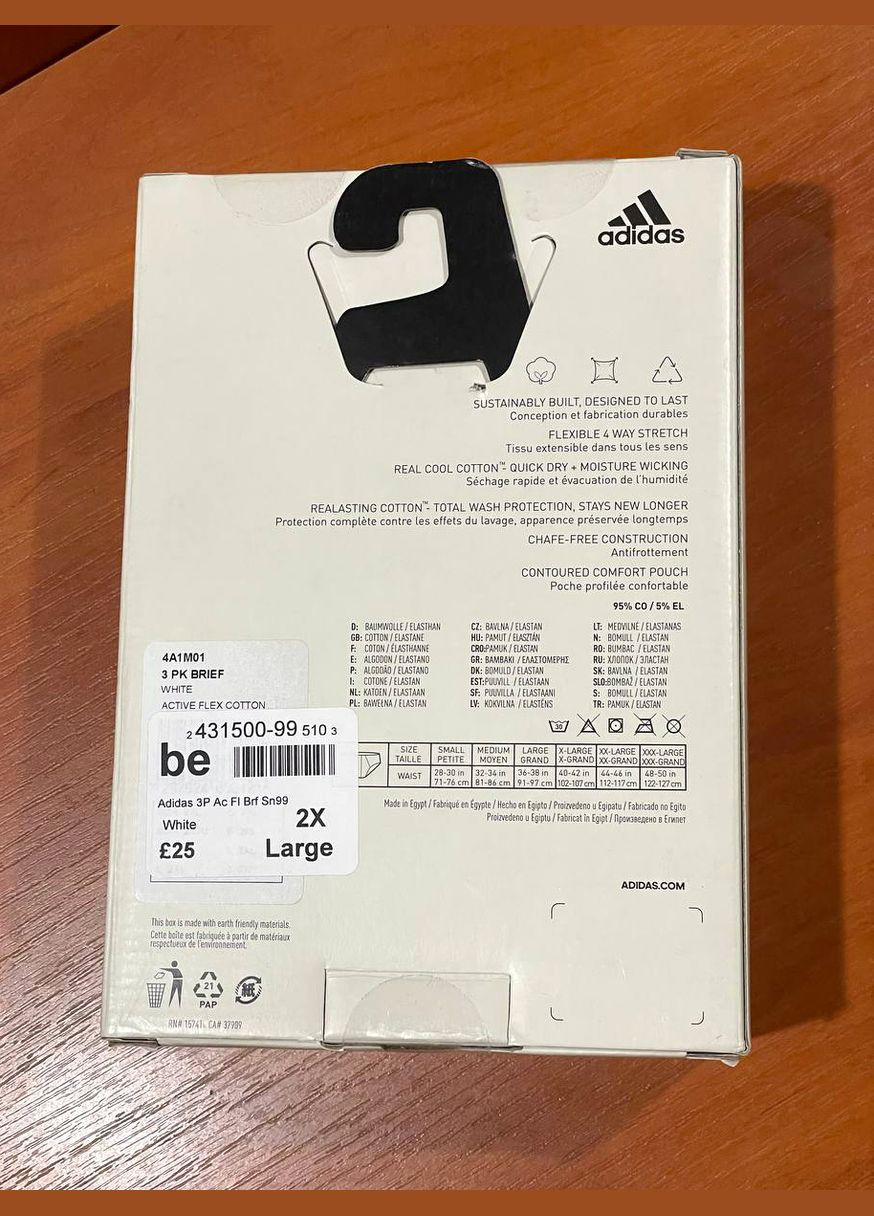 adidas
SUSTAINABLY BUILT, DESIGNED TO LAST
Conception et fabrication durables
FLEXIBLE 4 WAY STRETCH
Tissu extensible dans tous les sens
REAL COOL COTTON™- QUICK DRY + MOISTURE WICKING
Séchage rapide et évacuation de l'humidité
REALASTING COTTON™- TOTAL WASH PROTECTION, STAYS NEW LONGER
Protection complète contre les effets du lavage, apparence préservée longtemps
CHAFE-FREE CONSTRUCTION
Antifrottement
CONTOURED COMFORT POUCH
Poche profilée confortable
95% CO / 5% EL
D: BAUMWOLLE / ELASTHAN
GB: COTTON / ELASTANE
F: COTON / ÉLASTHANNE
E: ALGODON / ELASTANO
P: ALGODÃO / ELASTANO
I: COTONE / ELASTAN
NL: KATOEN / ELASTAAN
PL: BAWEŁNA / ELASTAN
CZ: BAVLNA / ELASTAN
HU: PAMUT / ELASZTÁN
CRO:PAMUK / ELASTAN
GR: ΒΑΜΒΑΚΙ / ΕΛΑΣΤΟΜΕΡΗΣ
DK: BOMULD / ELASTAN
EST:PUUVILL / ELASTAAN
SF: PUUVILLA / ELASTAANI
LV: KOKVILNA / ELASTĒNS
LT: MEDVILNĖ / ELASTANAS
N: BOMULL / ELASTAN
RO: BUMBAC / ELASTAN
RU: ХЛОПОК / ЭЛАСТАН
SK: BAVLNA / ELASTAN
SLO:BOMBAŽ / ELASTAN
S: BOMULL / ELASTAN
TR: PAMUK / ELASTAN
30
SIZE SMALL MEDIUM LARGE X-LARGE XX-LARGE XXX-LARGE
TAILLE PETITE MOYEN GRAND X-GRAND XX-GRAND XXX-GRAND
WAIST 28-30 in 32-34 in 36-38 in 40-42 in 44-46 in 48-50 in
71-76 cm 81-86 cm 91-97 cm 102-107 cm 112-117 cm 122-127 cm
Made in Egypt / Fabriqué en Égypte / Hecho en Egipto / Proizvedeno u Egipatu / Fabricado no Egito
Proizvedeno u Egiptu / Fabricat în Egipt / Произведено в Египет
4A1M01
3 PK BRIEF
WHITE
ACTIVE FLEX COTTON
2 431500-99 510 3
be
Adidas 3P Ac Fl Brf Sn99
White
2X
£25
Large
ADIDAS.COM
This box is made with earth friendly materials.
Cette boîte est fabriquée à partir de matériaux
respectueux de l'environnement.
21
PAP
紙
RN# 15741 CA# 37909